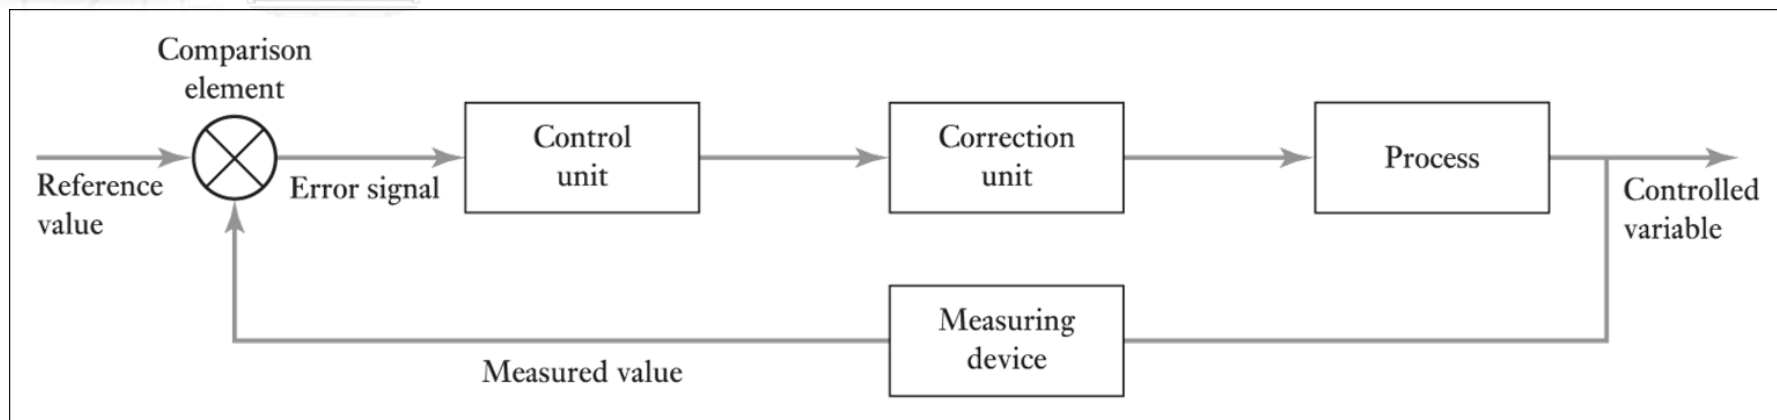 Comparison
element
Reference
value
Error signal
Control
unit
Correction
unit
Process
Controlled
variable
Measuring
device
Measured value